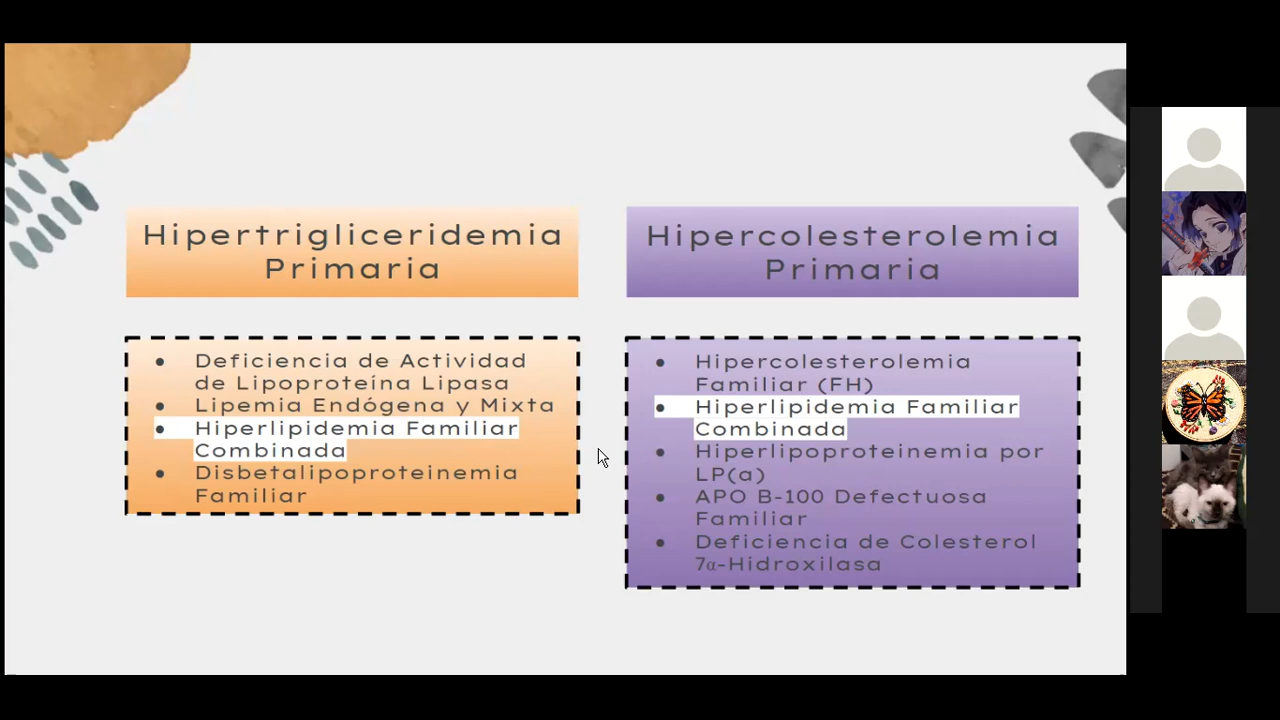 Hipertrigliceridemia
Primaria
Deficiencia de Actividad
de Lipoproteína Lipasa
Lipemia Endógena y Mixta
Hiperlipidemia Familiar
Combinada
Disbetalipoproteinemia
Familiar
Hipercolesterolemia
Primaria
Hipercolesterolemia
Familiar (FH)
Hiperlipidemia Familiar
Combinada
Hiperlipoproteinemia por
LP(a)
APO B-100 Defectuosa
Familiar
Deficiencia de Colesterol
7α-Hidroxilasa